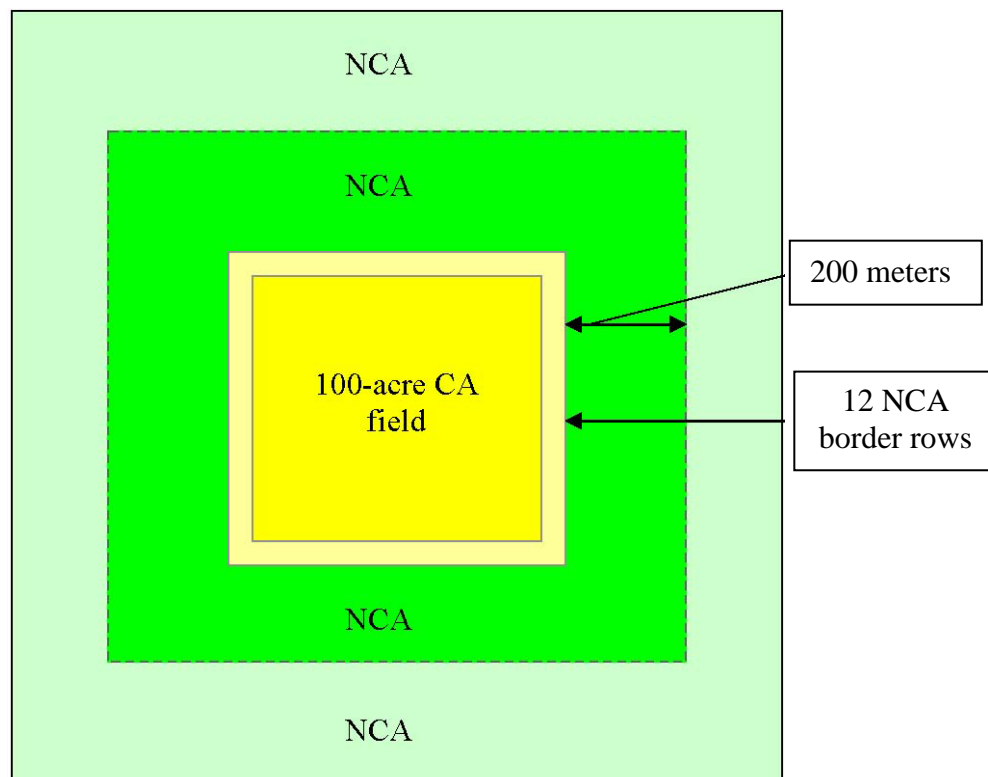 NCA
NCA
200 meters
100-acre CA
field
12 NCA
border rows
NCA
NCA